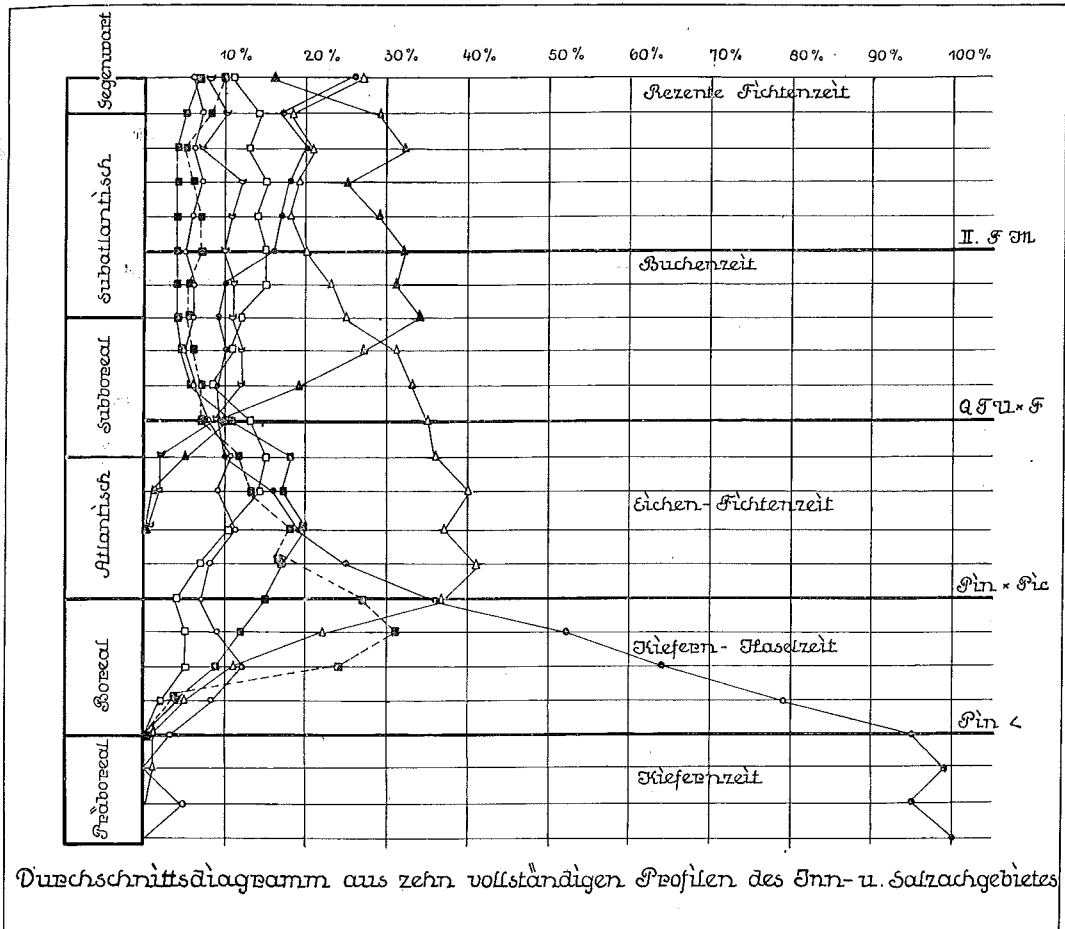 10% 20% 30% 40% 50% 60% 70% 80% 90% 100%
Gegenwart
Rezente Fichtenzeit
Subatlantisch
II. F M
Buchenzeit
Subboreal
QTU × F
Atlantisch
Eichen-Fichtenzeit
Pin × Pic
Boreal
Kiefern-Haselzeit
Pin <
Präboreal
Kiefernzeit
Durchschnittsdiagramm aus zehn vollständigen Profilen des Inn- u. Salzachgebietes